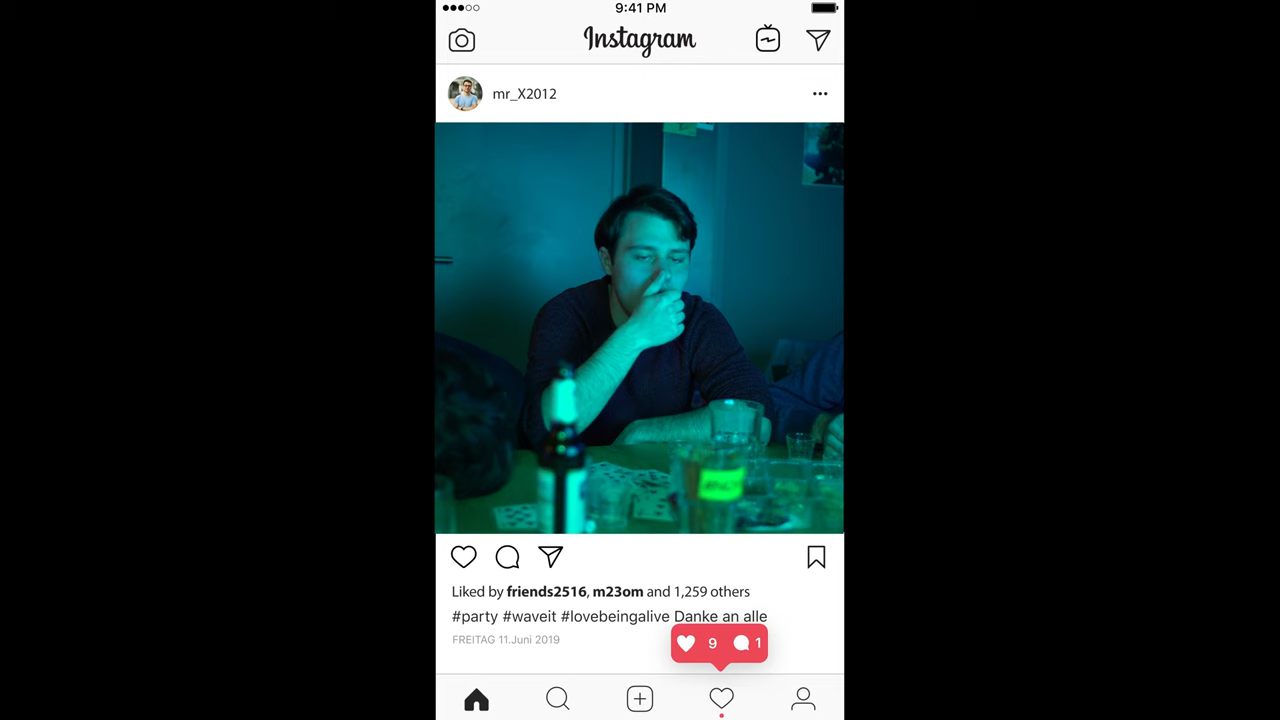 9:41 PM
Instagram
mr_X2012
Liked by friends2516, m23om and 1,259 others
#party #waveit #lovebeingalive Danke an alle
FREITAG 11.Juni 2019
9 1